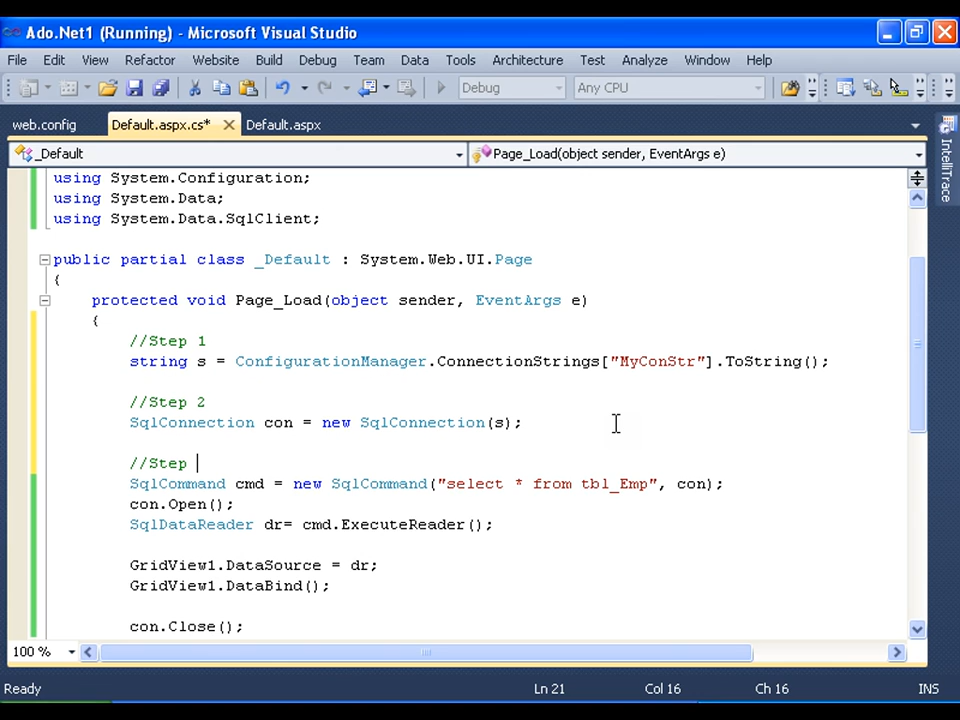 Ado.Net1 (Running) - Microsoft Visual Studio
File Edit View Refactor Website Build Debug Team Data Tools Architecture Test Analyze Window Help
Debug Any CPU
web.config Default.aspx.cs* Default.aspx
_Default Page_Load(object sender, EventArgs e)
IntelliTrace
using System.Configuration;
using System.Data;
using System.Data.SqlClient;
public partial class _Default : System.Web.UI.Page
{
protected void Page_Load(object sender, EventArgs e)
{
//Step 1
string s = ConfigurationManager.ConnectionStrings["MyConStr"].ToString();
//Step 2
SqlConnection con = new SqlConnection(s);
//Step
SqlCommand cmd = new SqlCommand("select * from tbl_Emp", con);
con.Open();
SqlDataReader dr= cmd.ExecuteReader();
GridView1.DataSource = dr;
GridView1.DataBind();
con.Close();
100 %
Ready Ln 21 Col 16 Ch 16 INS